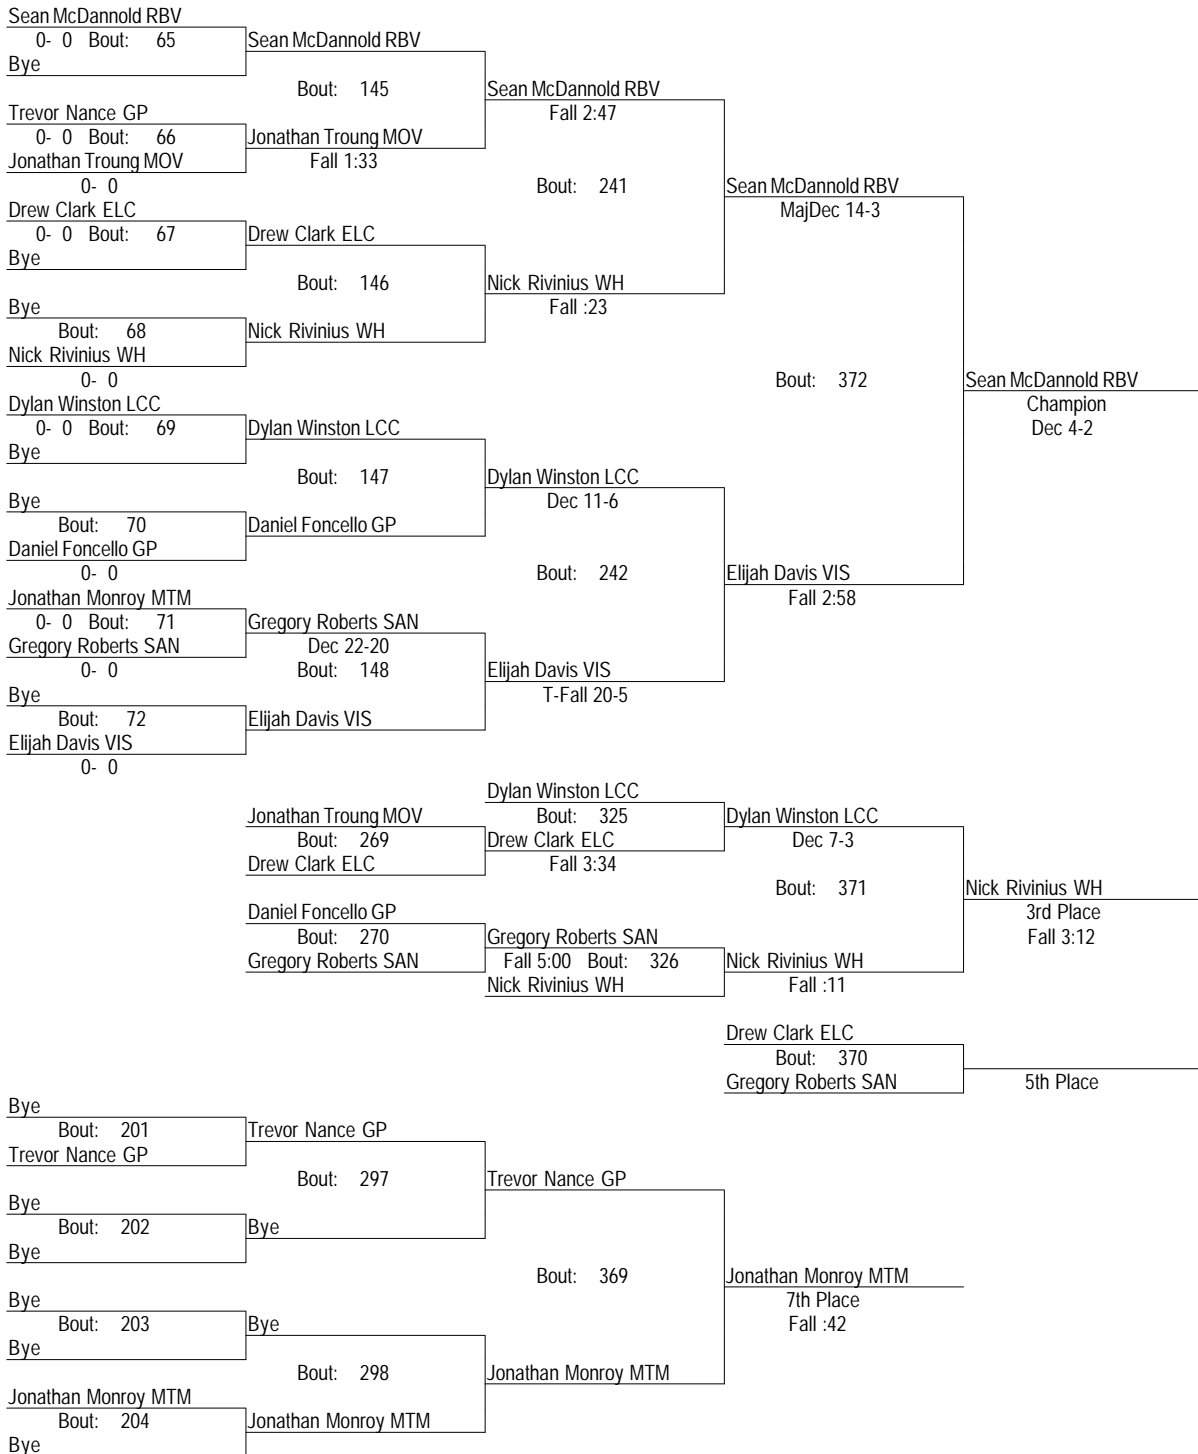 Sean McDannold RBV
0- 0 Bout: 65
Sean McDannold RBV
Bye
Bout: 145
Sean McDannold RBV
Trevor Nance GP
Fall 2:47
0- 0 Bout: 66
Jonathan Troung MOV
Jonathan Troung MOV
Fall 1:33
0- 0
Bout: 241
Sean McDannold RBV
Drew Clark ELC
MajDec 14-3
0- 0 Bout: 67
Drew Clark ELC
Bye
Bout: 146
Nick Rivinius WH
Bye
Fall :23
Bout: 68
Nick Rivinius WH
Nick Rivinius WH
0- 0
Bout: 372
Sean McDannold RBV
Dylan Winston LCC
Champion
0- 0 Bout: 69
Dylan Winston LCC
Dec 4-2
Bye
Bout: 147
Dylan Winston LCC
Bye
Dec 11-6
Bout: 70
Daniel Foncello GP
Daniel Foncello GP
0- 0
Bout: 242
Elijah Davis VIS
Jonathan Monroy MTM
Fall 2:58
0- 0 Bout: 71
Gregory Roberts SAN
Gregory Roberts SAN
Dec 22-20
0- 0
Bout: 148
Elijah Davis VIS
Bye
T-Fall 20-5
Bout: 72
Elijah Davis VIS
Elijah Davis VIS
0- 0
Dylan Winston LCC
Jonathan Troung MOV
Bout: 325
Dylan Winston LCC
Bout: 269
Drew Clark ELC
Dec 7-3
Drew Clark ELC
Fall 3:34
Bout: 371
Nick Rivinius WH
Daniel Foncello GP
3rd Place
Bout: 270
Gregory Roberts SAN
Fall 3:12
Gregory Roberts SAN
Fall 5:00 Bout: 326
Nick Rivinius WH
Nick Rivinius WH
Fall :11
Drew Clark ELC
Bout: 370
Gregory Roberts SAN
5th Place
Bye
Bout: 201
Trevor Nance GP
Trevor Nance GP
Bout: 297
Trevor Nance GP
Bye
Bout: 202
Bye
Bye
Bout: 369
Jonathan Monroy MTM
Bye
7th Place
Bout: 203
Bye
Fall :42
Bye
Bout: 298
Jonathan Monroy MTM
Jonathan Monroy MTM
Bout: 204
Jonathan Monroy MTM
Bye